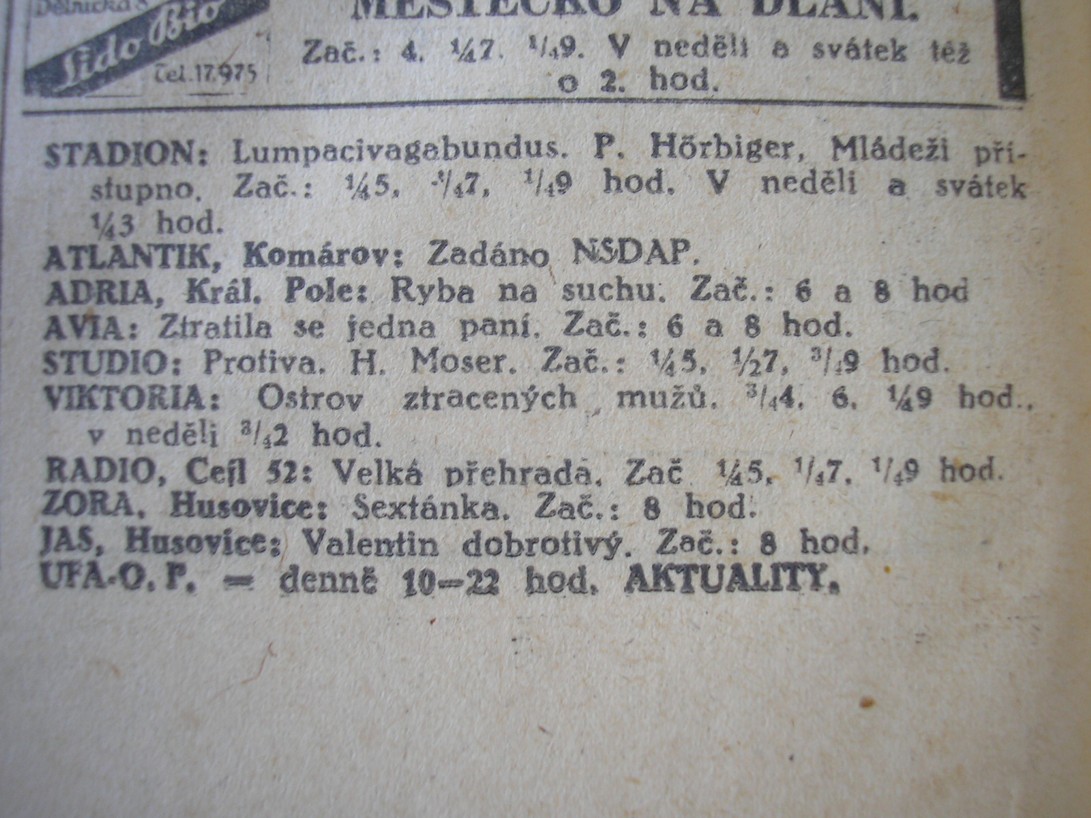 Dělnická 8
Lido Bio
Tel. 17.975
MĚSTEČKO NA DLANI.
Zač.: 4, ¼7, ¼9. V neděli a svátek též
o 2. hod.
STADION: Lumpacivagabundus. P. Hörbiger, Mládeži pří-
stupno. Zač.: ¼5, ¼7, ¼9 hod. V neděli a svátek
¼3 hod.
ATLANTIK, Komárov: Zadáno NSDAP.
ADRIA, Král. Pole: Ryba na suchu. Zač.: 6 a 8 hod
AVIA: Ztratila se jedna paní. Zač.: 6 a 8 hod.
STUDIO: Protiva. H. Moser. Zač.: ¼5, ½7, ¾9 hod.
VIKTORIA: Ostrov ztracených mužů. ¾4, 6, ¼9 hod.,
v neděli ¾2 hod.
RADIO, Cejl 52: Velká přehrada. Zač ¼5, ¼7, ¼9 hod.
ZORA, Husovice: Sextánka. Zač.: 8 hod.
JAS, Husovice: Valentin dobrotivý. Zač.: 8 hod.
UFA-O. P. = denně 10—22 hod. AKTUALITY.